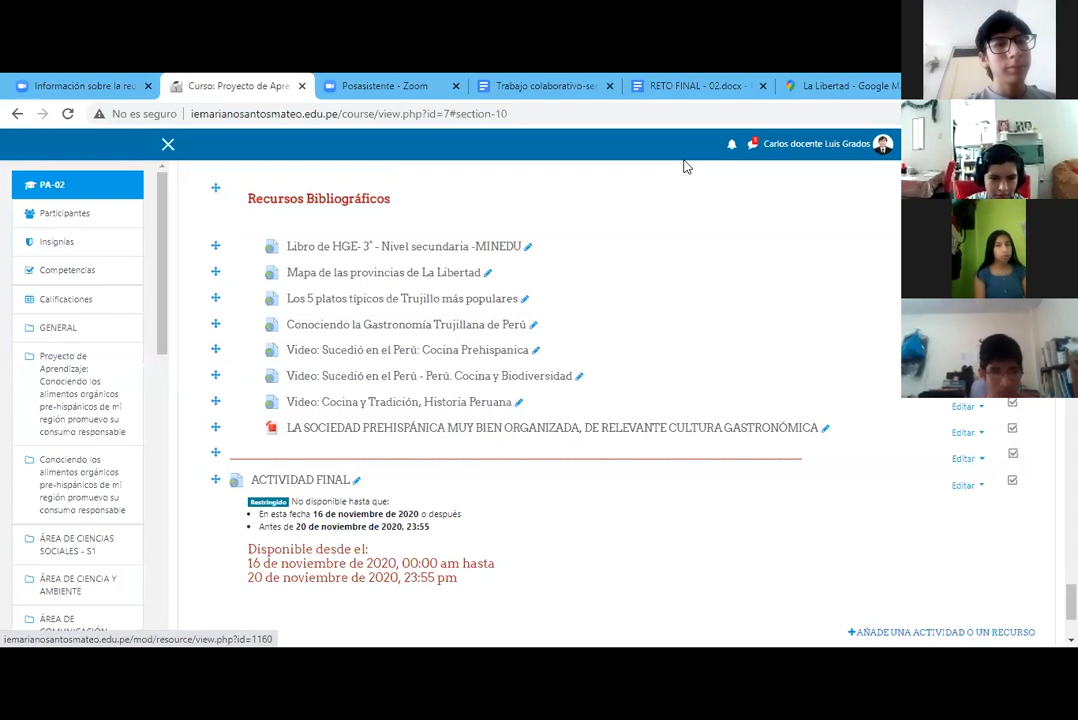 Información sobre la reu
Curso: Proyecto de Apre
Posasistente - Zoom
Trabajo colaborativo-ser
RETO FINAL - 02.docx -
La Libertad - Google M
No es seguro
iemarianosantosmateo.edu.pe/course/view.php?id=7#section-10
1
Carlos docente Luis Grados
PA-02
Participantes
Insignias
Competencias
Calificaciones
GENERAL
Proyecto de
Aprendizaje:
Conociendo los
alimentos orgánicos
pre-hispánicos de mi
región promuevo su
consumo responsable
Conociendo los
alimentos orgánicos
pre-hispánicos de mi
región promuevo su
consumo responsable
ÁREA DE CIENCIAS
SOCIALES - S1
ÁREA DE CIENCIA Y
AMBIENTE
ÁREA DE
COMUNICACIÓN
Recursos Bibliográficos
Libro de HGE- 3° - Nivel secundaria -MINEDU
Mapa de las provincias de La Libertad
Los 5 platos típicos de Trujillo más populares
Conociendo la Gastronomía Trujillana de Perú
Video: Sucedió en el Perú: Cocina Prehispanica
Video: Sucedió en el Perú - Perú. Cocina y Biodiversidad
Video: Cocina y Tradición, Historia Peruana
Editar
LA SOCIEDAD PREHISPÁNICA MUY BIEN ORGANIZADA, DE RELEVANTE CULTURA GASTRONÓMICA
Editar
Editar
ACTIVIDAD FINAL
Editar
Restringido No disponible hasta que:
En esta fecha 16 de noviembre de 2020 o después
Antes de 20 de noviembre de 2020, 23:55
Disponible desde el:
16 de noviembre de 2020, 00:00 am hasta
20 de noviembre de 2020, 23:55 pm
AÑADE UNA ACTIVIDAD O UN RECURSO
iemarianosantosmateo.edu.pe/mod/resource/view.php?id=1160